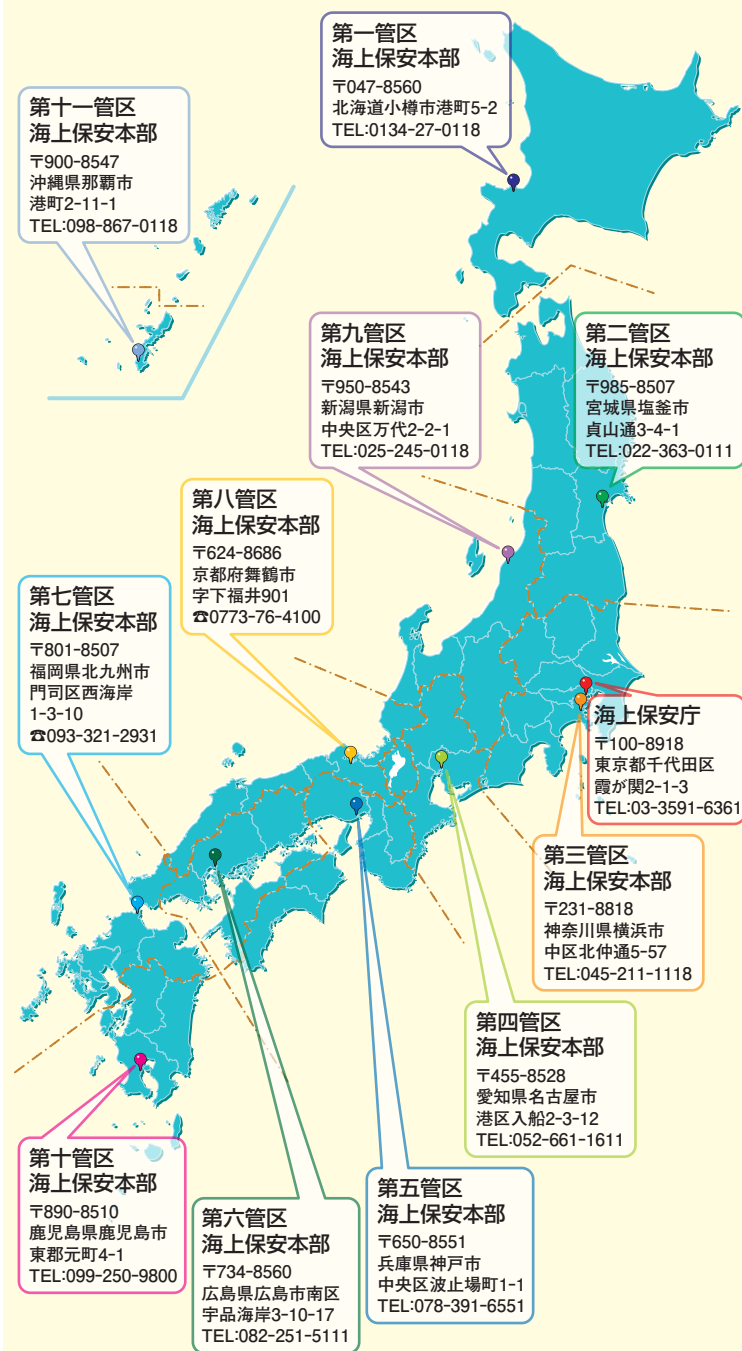 第一管区
海上保安本部
〒047-8560
北海道小樽市港町5-2
TEL:0134-27-0118
第十一管区
海上保安本部
〒900-8547
沖縄県那覇市
港町2-11-1
TEL:098-867-0118
第九管区
海上保安本部
〒950-8543
新潟県新潟市
中央区万代2-2-1
TEL:025-245-0118
第二管区
海上保安本部
〒985-8507
宮城県塩釜市
貞山通3-4-1
TEL:022-363-0111
第八管区
海上保安本部
〒624-8686
京都府舞鶴市
字下福井901
☎0773-76-4100
第七管区
海上保安本部
〒801-8507
福岡県北九州市
門司区西海岸
1-3-10
☎093-321-2931
海上保安庁
〒100-8918
東京都千代田区
霞が関2-1-3
TEL:03-3591-6361
第三管区
海上保安本部
〒231-8818
神奈川県横浜市
中区北仲通5-57
TEL:045-211-1118
第四管区
海上保安本部
〒455-8528
愛知県名古屋市
港区入船2-3-12
TEL:052-661-1611
第十管区
海上保安本部
〒890-8510
鹿児島県鹿児島市
東郡元町4-1
TEL:099-250-9800
第六管区
海上保安本部
〒734-8560
広島県広島市南区
宇品海岸3-10-17
TEL:082-251-5111
第五管区
海上保安本部
〒650-8551
兵庫県神戸市
中央区波止場町1-1
TEL:078-391-6551